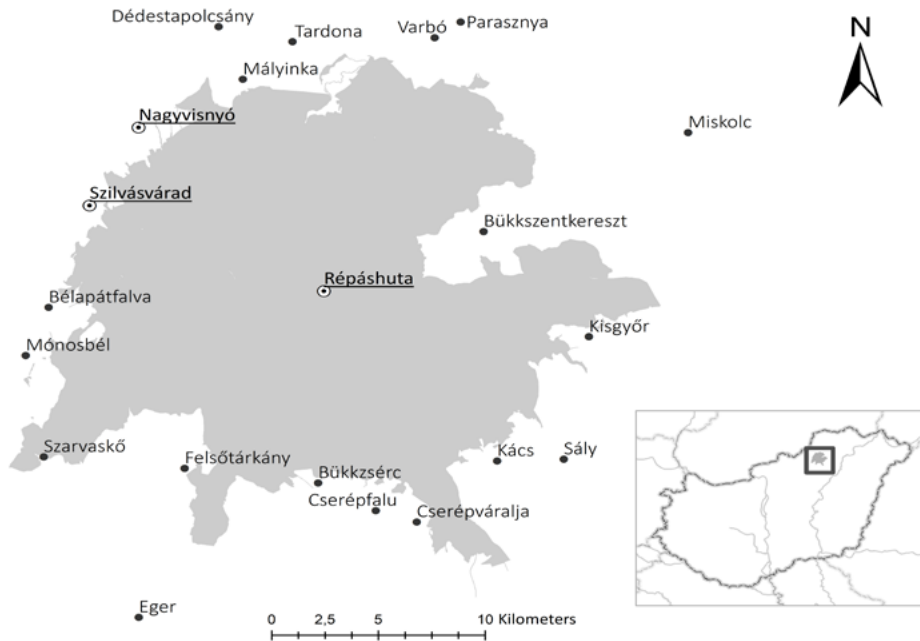 Dédestapolcsány
Tardona
Varbó
Parasznya
N
Mályinka
Nagyvisnyó
Miskolc
Szilvásvárad
Bükkszentkereszt
Répáshuta
Bélapátfalva
Kisgyőr
Mónosbél
Szarvaskő
Felsőtárkány
Bükkzsérc
Kács
Sály
Cserépfalu
Cserépváralja
Eger
0 2,5 5 10 Kilometers